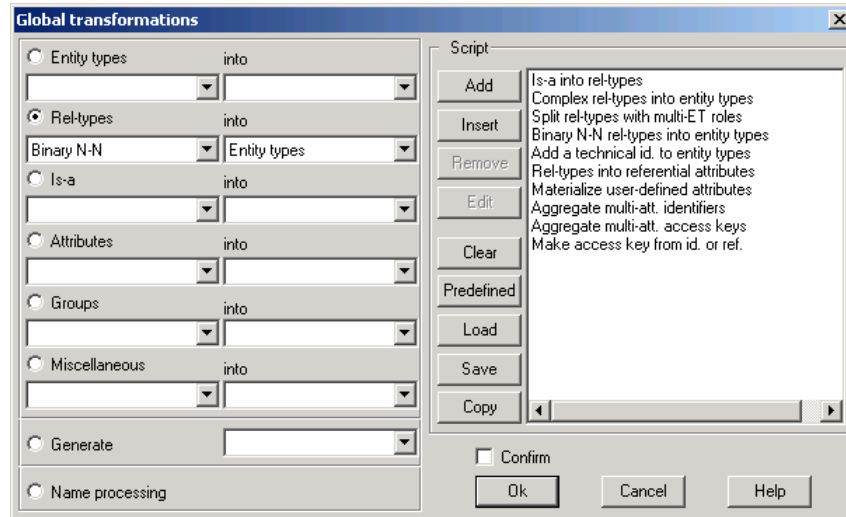 Global transformations
Entity types into
Rel-types into
Binary N-N Entity types
Is-a into
Attributes into
Groups into
Miscellaneous into
Generate
Name processing
Script
Add
Insert
Remove
Edit
Clear
Predefined
Load
Save
Copy
Is-a into rel-types
Complex rel-types into entity types
Split rel-types with multi-ET roles
Binary N-N rel-types into entity types
Add a technical id. to entity types
Rel-types into referential attributes
Materialize user-defined attributes
Aggregate multi-att. identifiers
Aggregate multi-att. access keys
Make access key from id. or ref.
Confirm
Ok Cancel Help